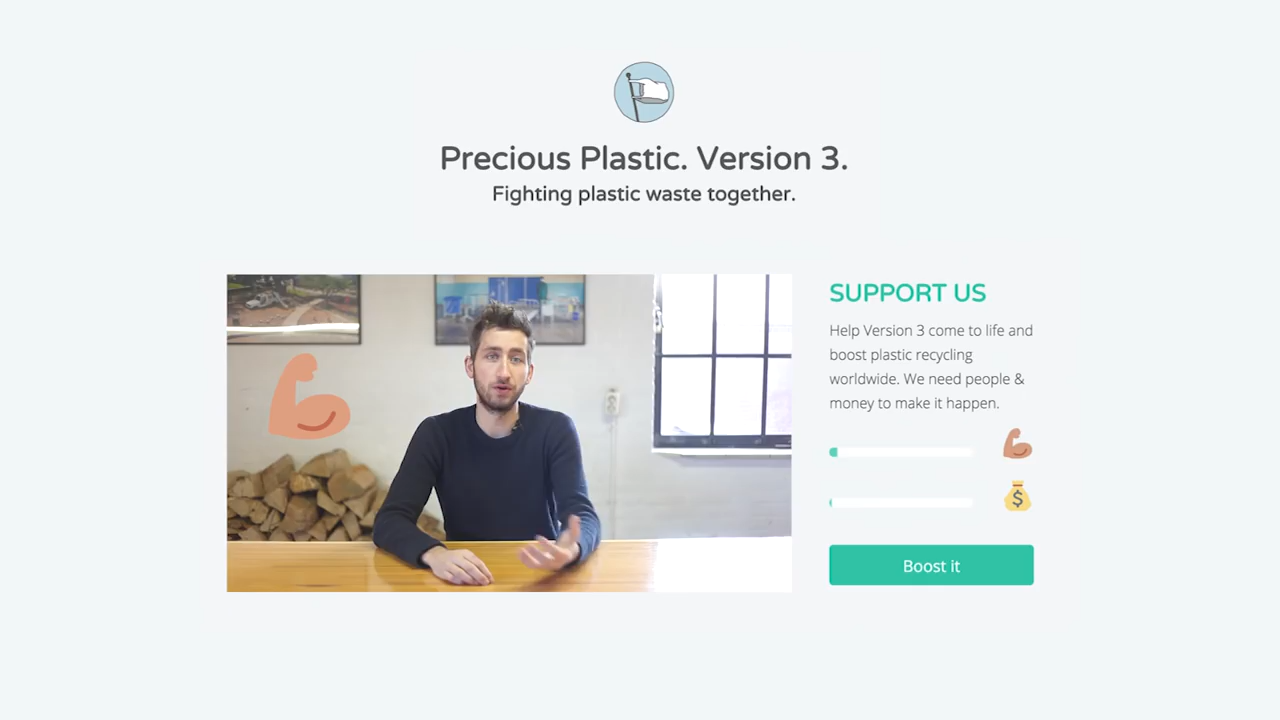 Precious Plastic. Version 3.
Fighting plastic waste together.
SUPPORT US
Help Version 3 come to life and
boost plastic recycling
worldwide. We need people &
money to make it happen.
$
Boost it